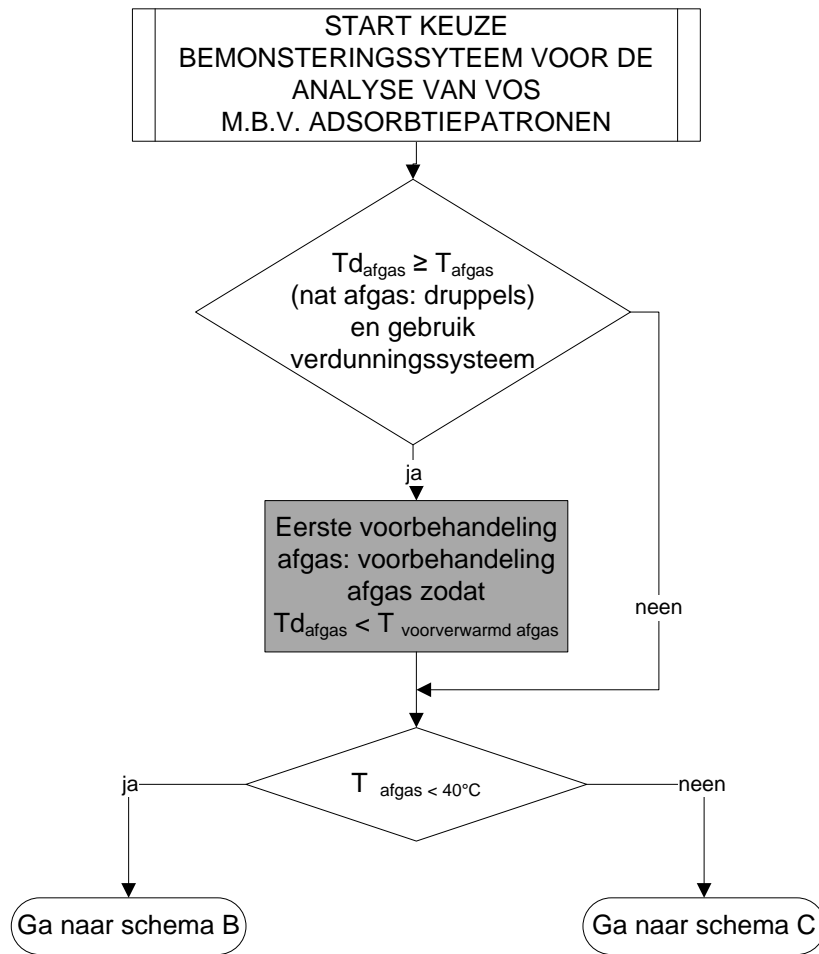 START KEUZE
BEMONSTERINGSSYTEEM VOOR DE
ANALYSE VAN VOS
M.B.V. ADSORBTIEPATRONEN
Tdafgas ≥ Tafgas
(nat afgas: druppels)
en gebruik
verdunningssysteem
ja
Eerste voorbehandeling
afgas: voorbehandeling
afgas zodat
Tdafgas < T voorverwarmd afgas
neen
T afgas < 40°C
ja
neen
Ga naar schema B
Ga naar schema C